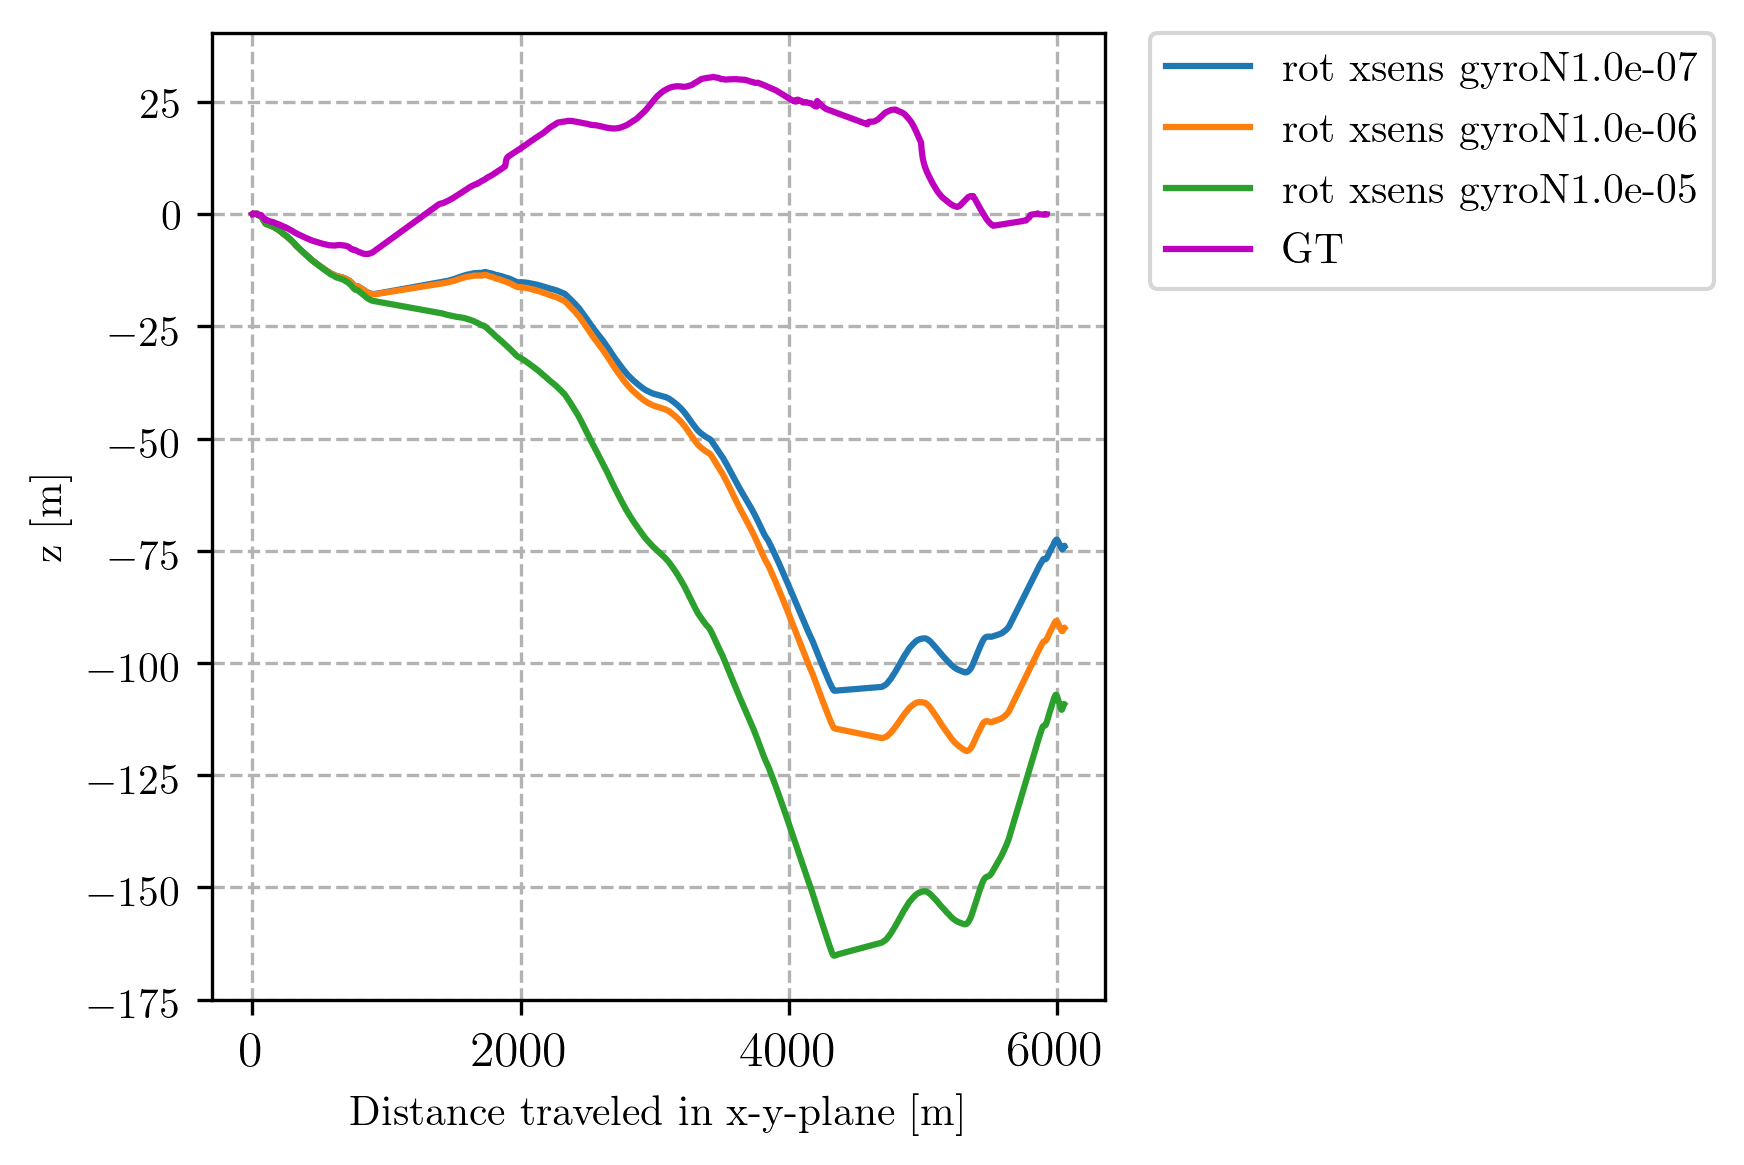 25
0
−25
−50
−75
−100
−125
−150
−175
z [m]
0 2000 4000 6000
Distance traveled in x-y-plane [m]
rot xsens gyroN1.0e-07
rot xsens gyroN1.0e-06
rot xsens gyroN1.0e-05
GT